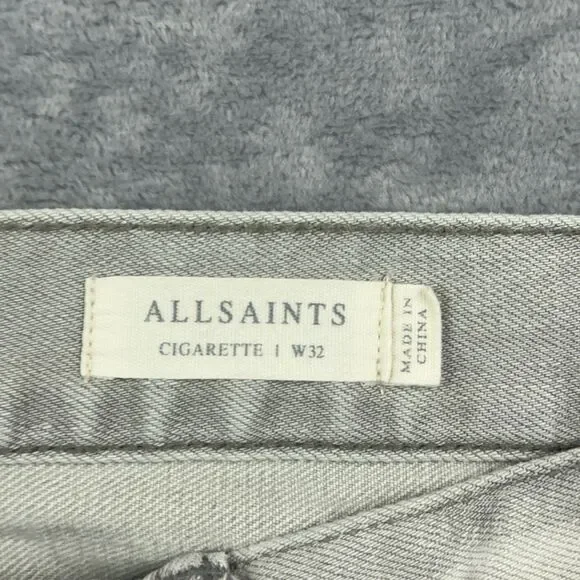 ALLSAINTS
CIGARETTE | W32
MADE IN
CHINA